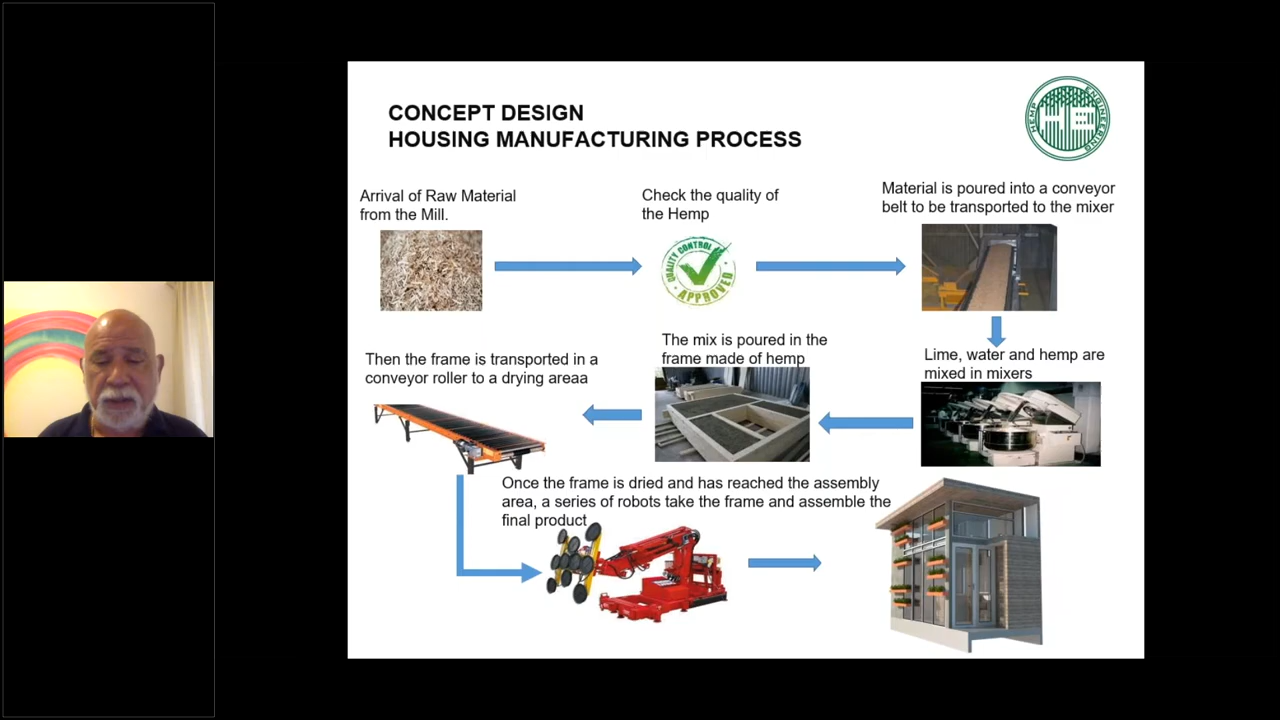 CONCEPT DESIGN
HOUSING MANUFACTURING PROCESS
HEMP ENGINEERING
HE
Arrival of Raw Material
from the Mill.
Check the quality of
the Hemp
QUALITY CONTROL
APPROVED
Material is poured into a conveyor
belt to be transported to the mixer
Lime, water and hemp are
mixed in mixers
The mix is poured in the
frame made of hemp
Then the frame is transported in a
conveyor roller to a drying areaa
Once the frame is dried and has reached the assembly
area, a series of robots take the frame and assemble the
final product